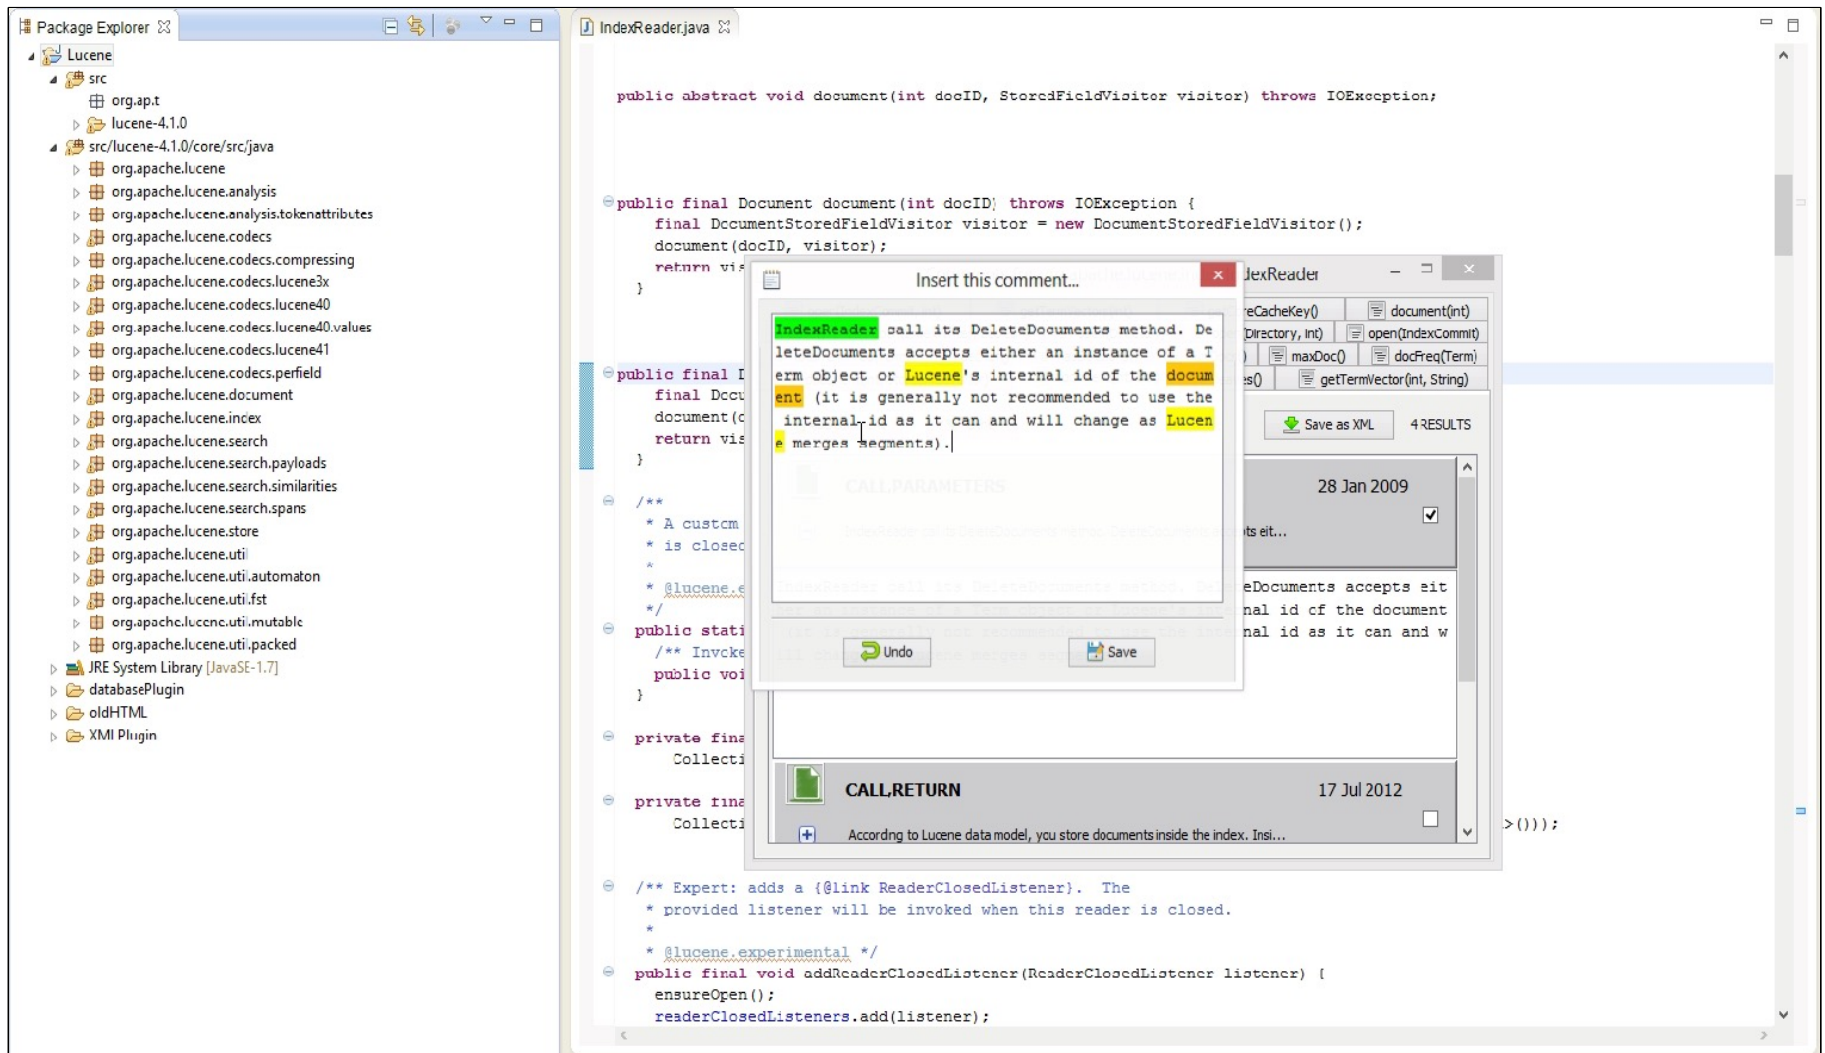 Package Explorer
Lucene
src
org.ap.t
lucene-4.1.0
src/lucene-4.1.0/core/src/java
org.apache.lucene
org.apache.lucene.analysis
org.apache.lucene.analysis.tokenattributes
org.apache.lucene.codecs
org.apache.lucene.codecs.compressing
org.apache.lucene.codecs.lucene3x
org.apache.lucene.codecs.lucene40
org.apache.lucene.codecs.lucene40.values
org.apache.lucene.codecs.lucene41
org.apache.lucene.codecs.perfield
org.apache.lucene.document
org.apache.lucene.index
org.apache.lucene.search
org.apache.lucene.search.payloads
org.apache.lucene.search.similarities
org.apache.lucene.search.spans
org.apache.lucene.store
org.apache.lucene.util
org.apache.lucene.util.automaton
org.apache.lucene.util.fst
org.apache.lucene.util.mutable
org.apache.lucene.util.packed
JRE System Library [JavaSE-1.7]
databasePlugin
oldHTML
XMI Plugin
IndexReader.java
public abstract void document(int docID, StoredFieldVisitor visitor) throws IOException;
public final Document document(int docID) throws IOException {
final DocumentStoredFieldVisitor visitor = new DocumentStoredFieldVisitor();
document(docID, visitor);
return vis
}
public final D
final Docu
document(d
return vis
}
/**
* A custom
* is closed
*
* @lucene.e
*/
public stati
/** Invoke
public voi
}
private fina
Collecti
private fina
Collecti
>()));
/** Expert: adds a {@link ReaderClosedListener}. The
* provided listener will be invoked when this reader is closed.
*
* @lucene.experimental */
public final void addReaderClosedListener(ReaderClosedListener listener) {
ensureOpen();
readerClosedListeners.add(listener);
Insert this comment...
IndexReader call its DeleteDocuments method. De
leteDocuments accepts either an instance of a T
erm object or Lucene's internal id of the docum
ent (it is generally not recommended to use the
internal id as it can and will change as Lucen
e merges segments).
CALL,PARAMETERS
Undo
Save
dexReader
reCacheKey()
document(int)
(Directory, int)
open(IndexCommit)
)
maxDoc()
docFreq(Term)
es()
getTermVector(int, String)
Save as XML
4 RESULTS
28 Jan 2009
ts eit...
eDocuments accepts eit
nal id of the document
nal id as it can and w
CALL,RETURN
17 Jul 2012
According to Lucene data model, you store documents inside the index. Insi...